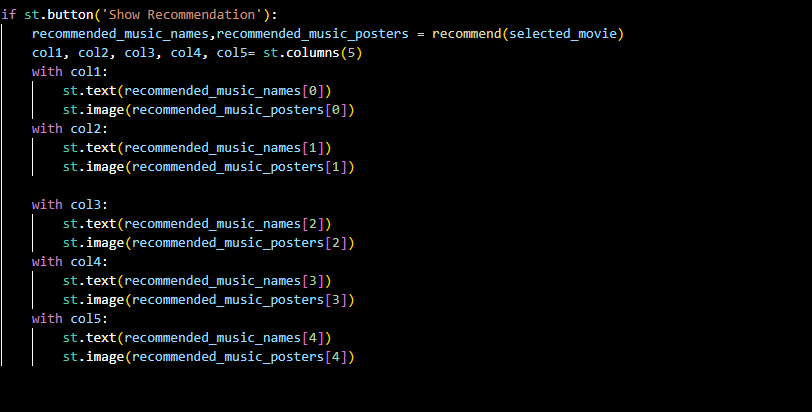 if st.button('Show Recommendation'):
    recommended_music_names,recommended_music_posters = recommend(selected_movie)
    col1, col2, col3, col4, col5= st.columns(5)
    with col1:
        st.text(recommended_music_names[0])
        st.image(recommended_music_posters[0])
    with col2:
        st.text(recommended_music_names[1])
        st.image(recommended_music_posters[1])

    with col3:
        st.text(recommended_music_names[2])
        st.image(recommended_music_posters[2])
    with col4:
        st.text(recommended_music_names[3])
        st.image(recommended_music_posters[3])
    with col5:
        st.text(recommended_music_names[4])
        st.image(recommended_music_posters[4])